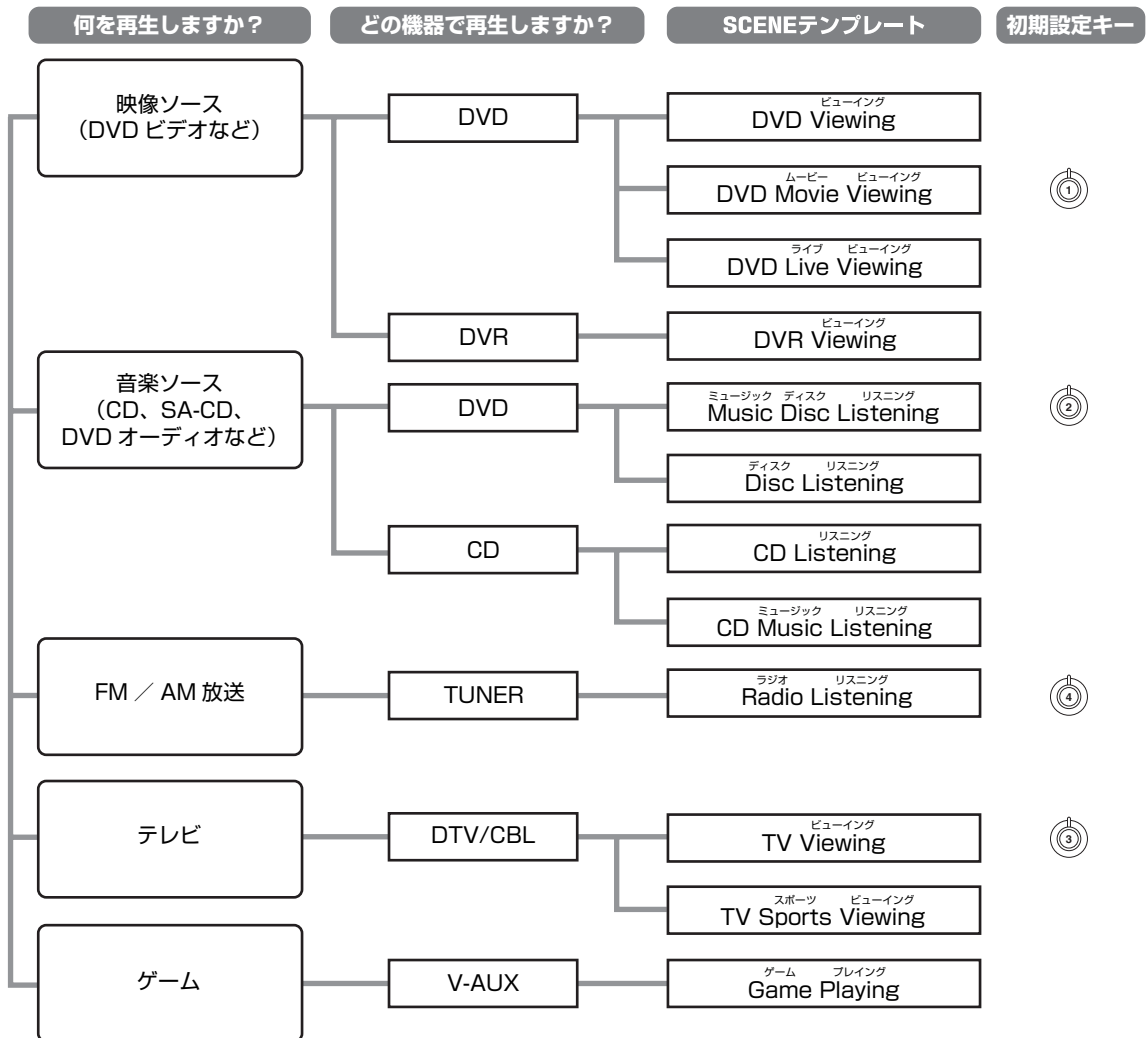 何を再生しますか？ どの機器で再生しますか？ SCENEテンプレート 初期設定キー
映像ソース
（DVD ビデオなど）
DVD
ビューイング
DVD Viewing
ムービー ビューイング
DVD Movie Viewing
1
ライブ ビューイング
DVD Live Viewing
DVR
ビューイング
DVR Viewing
音楽ソース
（CD、SA-CD、
DVD オーディオなど）
DVD
ミュージック ディスク リスニング
Music Disc Listening
2
ディスク リスニング
Disc Listening
CD
リスニング
CD Listening
ミュージック リスニング
CD Music Listening
FM ／ AM 放送
TUNER
ラジオ リスニング
Radio Listening
4
テレビ
DTV/CBL
ビューイング
TV Viewing
3
スポーツ ビューイング
TV Sports Viewing
ゲーム
V-AUX
ゲーム プレイング
Game Playing